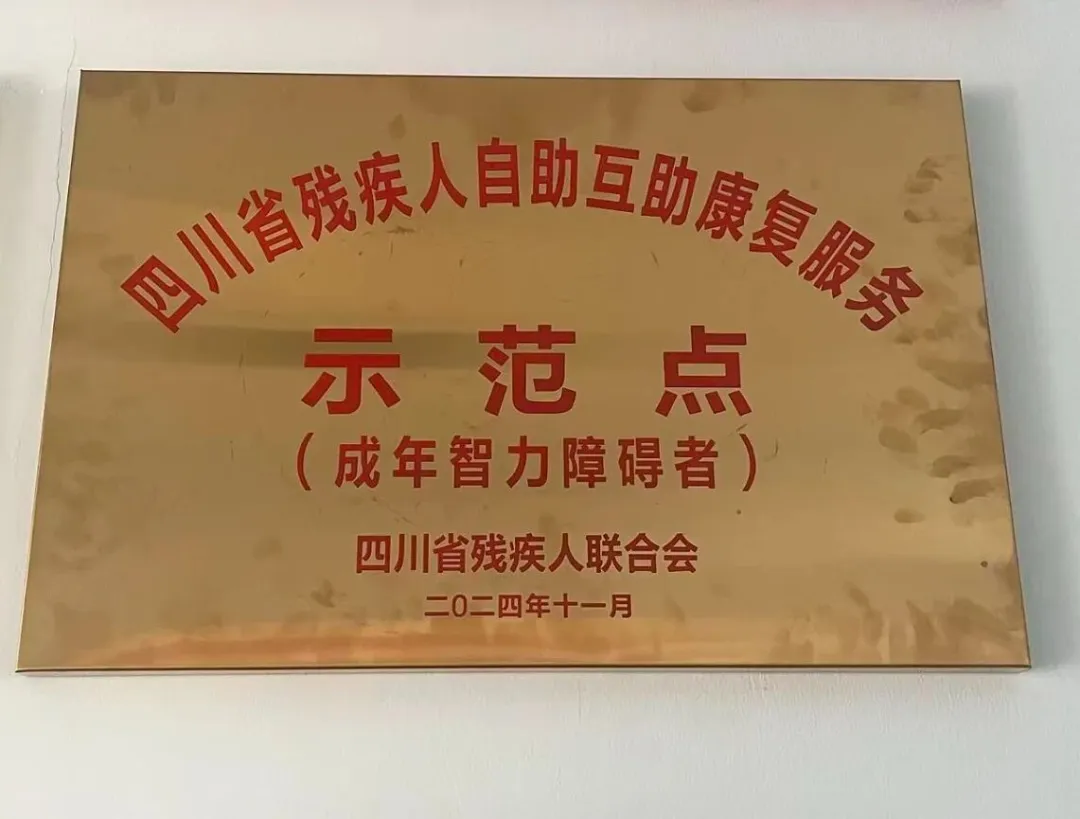 四川省残疾人自助互助康复服务
示范点
（成年智力障碍者）
四川省残疾人联合会
二0二四年十一月